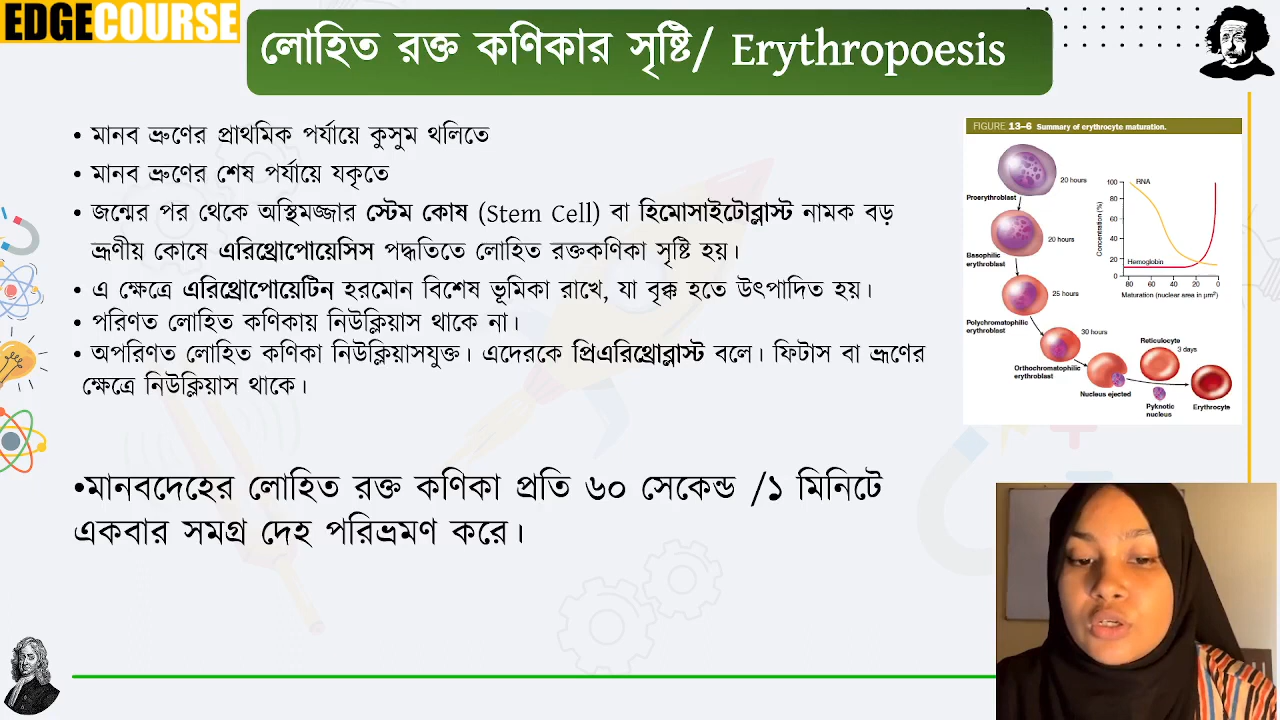 EDGECOURSE
লোহিত রক্ত কণিকার সৃষ্টি/ Erythropoesis
• মানব ভ্রুণের প্রাথমিক পর্যায়ে কুসুম থলিতে
• মানব ভ্রুণের শেষ পর্যায়ে যকৃতে
• জন্মের পর থেকে অস্থিমজ্জার স্টেম কোষ (Stem Cell) বা হিমোসাইটোব্লাস্ট নামক বড়
ভ্রূণীয় কোষে এরিথ্রোপোয়েসিস পদ্ধতিতে লোহিত রক্তকণিকা সৃষ্টি হয়।
• এ ক্ষেত্রে এরিথ্রোপোয়েটিন হরমোন বিশেষ ভূমিকা রাখে, যা বৃক্ক হতে উৎপাদিত হয়।
• পরিণত লোহিত কণিকায় নিউক্লিয়াস থাকে না।
• অপরিণত লোহিত কণিকা নিউক্লিয়াসযুক্ত। এদেরকে প্রিএরিথ্রোব্লাস্ট বলে। ফিটাস বা ভ্রূণের
ক্ষেত্রে নিউক্লিয়াস থাকে।
•মানবদেহের লোহিত রক্ত কণিকা প্রতি ৬০ সেকেন্ড /১ মিনিটে
একবার সমগ্র দেহ পরিভ্রমণ করে।
FIGURE 13–6 Summary of erythrocyte maturation.
20 hours
Proerythroblast
20 hours
Basophilic
erythroblast
25 hours
Polychromatophilic
erythroblast
30 hours
Orthochromatophilic
erythroblast
Nucleus ejected
Reticulocyte
3 days
Pyknotic
nucleus
Erythrocyte
Concentration (%)
100
80
60
40
20
0
RNA
Hemoglobin
80 60 40 20 0
Maturation (nuclear area in µm²)